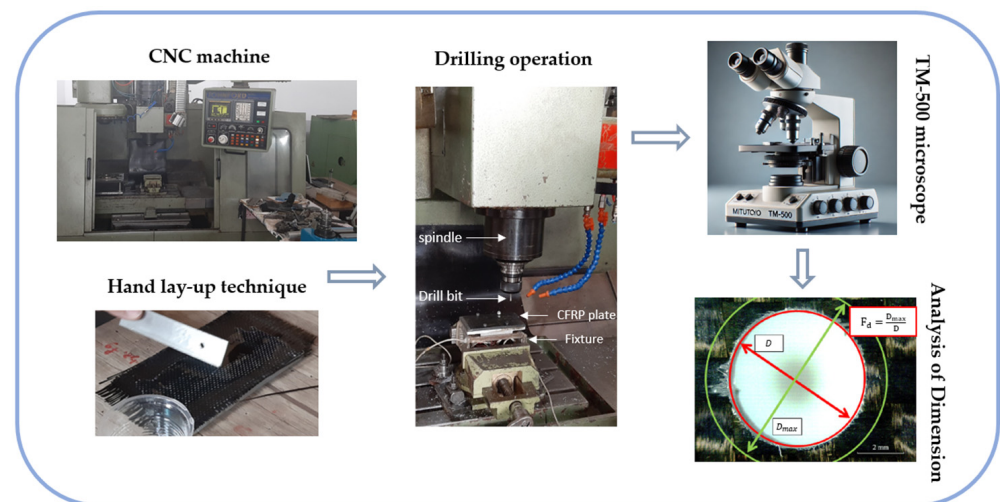 CNC machine
Drilling operation
TM-500 microscope
spindle
Drill bit
CFRP plate
Fixture
MITUTOYO TM-500
Hand lay-up technique
Analysis of Dimension
F_d = D_max/D
D
D_max
2 mm